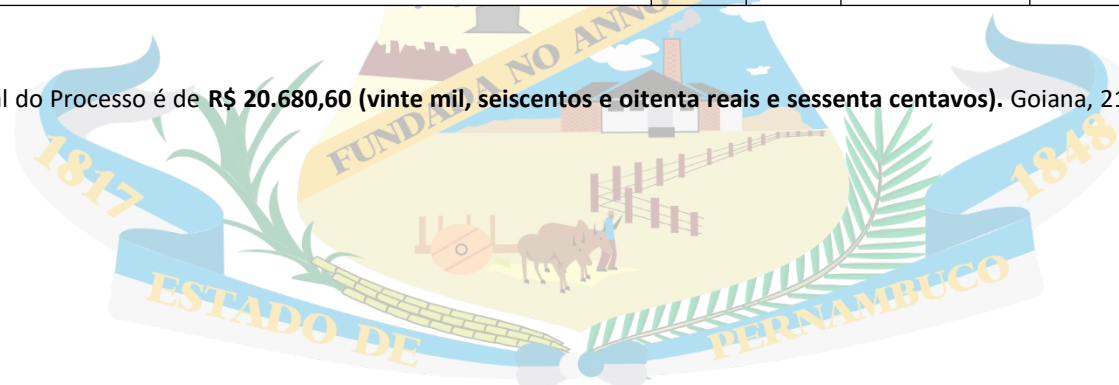 FUNDADA NO ANNO
l do Processo é de R$ 20.680,60 (vinte mil, seiscentos e oitenta reais e sessenta centavos). Goiana, 21
1817
1848
ESTADO DE
PERNAMBUCO